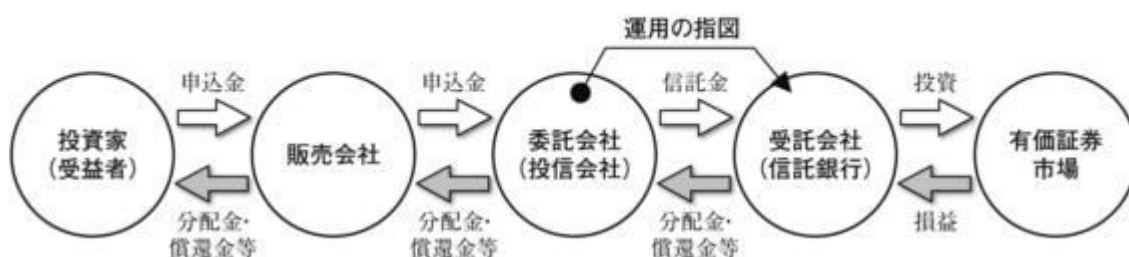 運用の指図
申込金
申込金
信託金
投資
投資家
（受益者）
販売会社
委託会社
（投信会社）
受託会社
（信託銀行）
有価証券
市場
分配金・
償還金等
分配金・
償還金等
分配金・
償還金等
損益